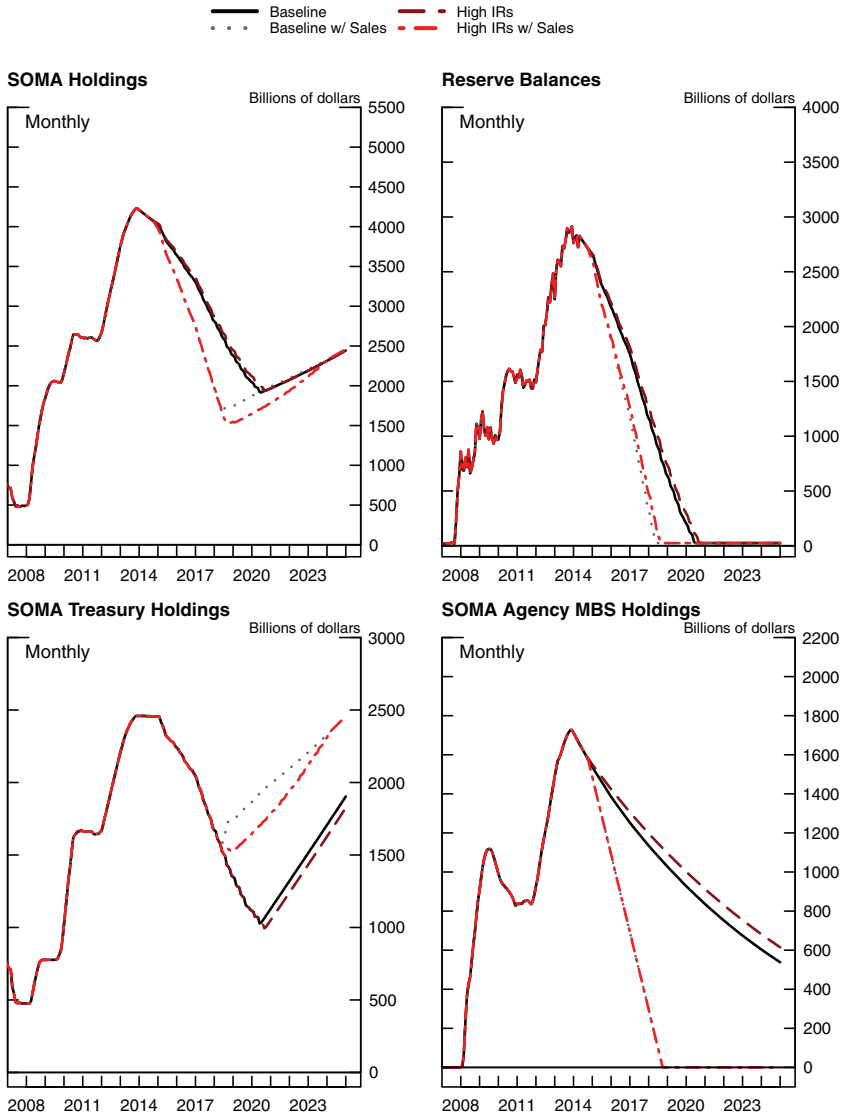 Baseline
High IRs
Baseline w/ Sales
High IRs w/ Sales
SOMA Holdings
Billions of dollars
Monthly
5500
5000
4500
4000
3500
3000
2500
2000
1500
1000
500
0
2008 2011 2014 2017 2020 2023
Reserve Balances
Billions of dollars
Monthly
4000
3500
3000
2500
2000
1500
1000
500
0
2008 2011 2014 2017 2020 2023
SOMA Treasury Holdings
Billions of dollars
Monthly
3000
2500
2000
1500
1000
500
0
2008 2011 2014 2017 2020 2023
SOMA Agency MBS Holdings
Billions of dollars
Monthly
2200
2000
1800
1600
1400
1200
1000
800
600
400
200
0
2008 2011 2014 2017 2020 2023